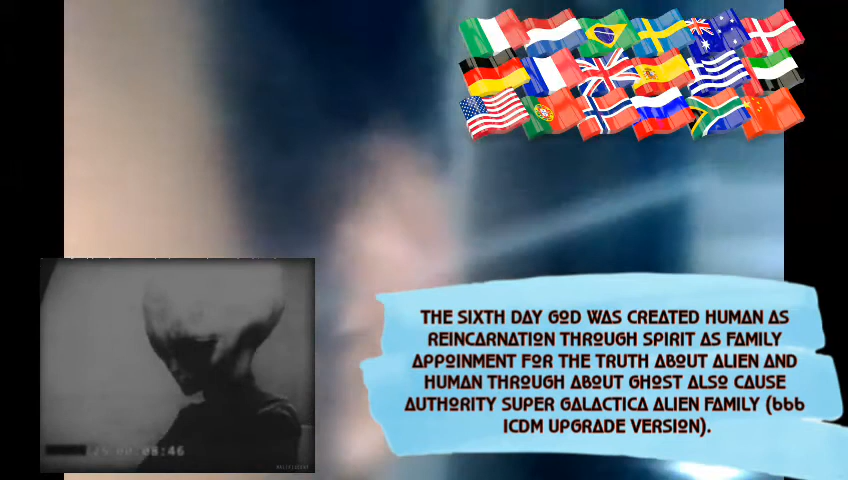 THE SIXTH DAY GOD WAS CREATED HUMAN AS
REINCARNATION THROUGH SPIRIT AS FAMILY
APPOINMENT FOR THE TRUTH ABOUT ALIEN AND
HUMAN THROUGH ABOUT GHOST ALSO CAUSE
AUTHORITY SUPER GALACTICA ALIEN FAMILY (666
ICDM UPGRADE VERSION).